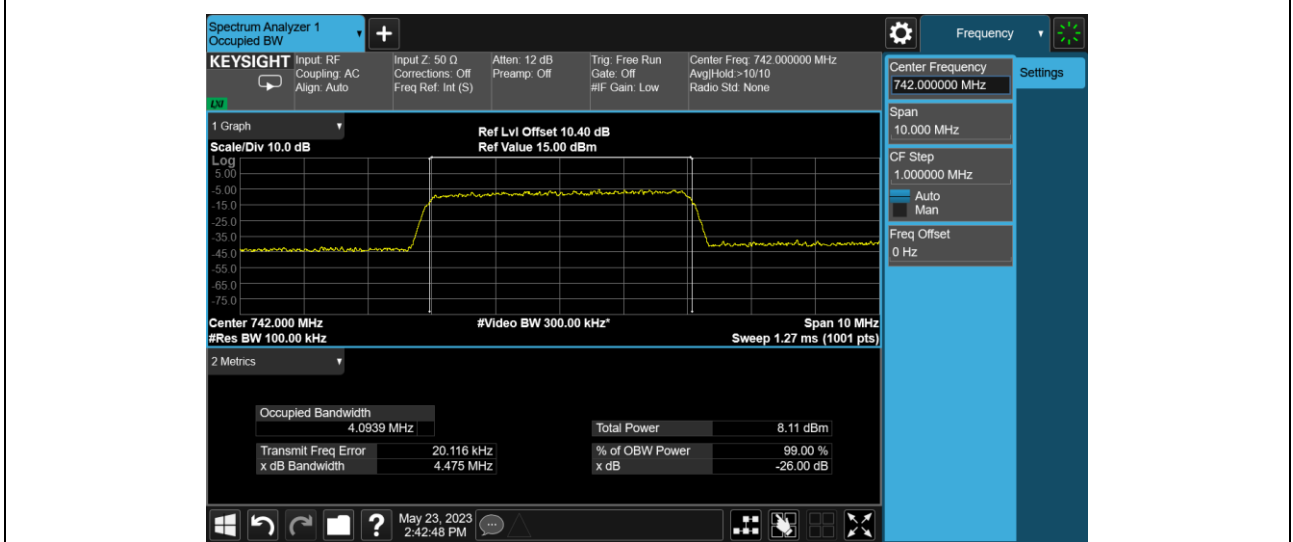 Spectrum Analyzer 1
Occupied BW
Frequency
KEYSIGHT
Input: RF
Coupling: AC
Align: Auto
Input Z: 50 Ω
Corrections: Off
Freq Ref: Int (S)
Atten: 12 dB
Preamp: Off
Trig: Free Run
Gate: Off
#IF Gain: Low
Center Freq: 742.000000 MHz
Avg|Hold:>10/10
Radio Std: None
LXI
Center Frequency
742.000000 MHz
Settings
Span
10.000 MHz
CF Step
1.000000 MHz
Auto
Man
Freq Offset
0 Hz
1 Graph
Scale/Div 10.0 dB
Ref Lvl Offset 10.40 dB
Ref Value 15.00 dBm
Log
5.00
-5.00
-15.0
-25.0
-35.0
-45.0
-55.0
-65.0
-75.0
Center 742.000 MHz
#Video BW 300.00 kHz*
Span 10 MHz
#Res BW 100.00 kHz
Sweep 1.27 ms (1001 pts)
2 Metrics
Occupied Bandwidth
4.0939 MHz
Total Power 8.11 dBm
Transmit Freq Error 20.116 kHz
% of OBW Power 99.00 %
x dB Bandwidth 4.475 MHz
x dB -26.00 dB
?
May 23, 2023
2:42:48 PM